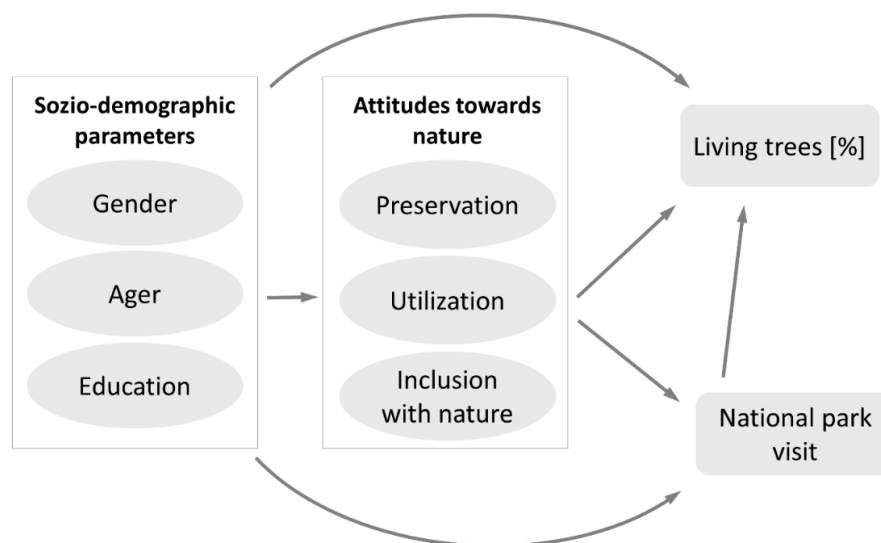 Sozio-demographic
parameters
Gender
Ager
Education
Attitudes towards
nature
Preservation
Utilization
Inclusion
with nature
Living trees [%]
National park
visit